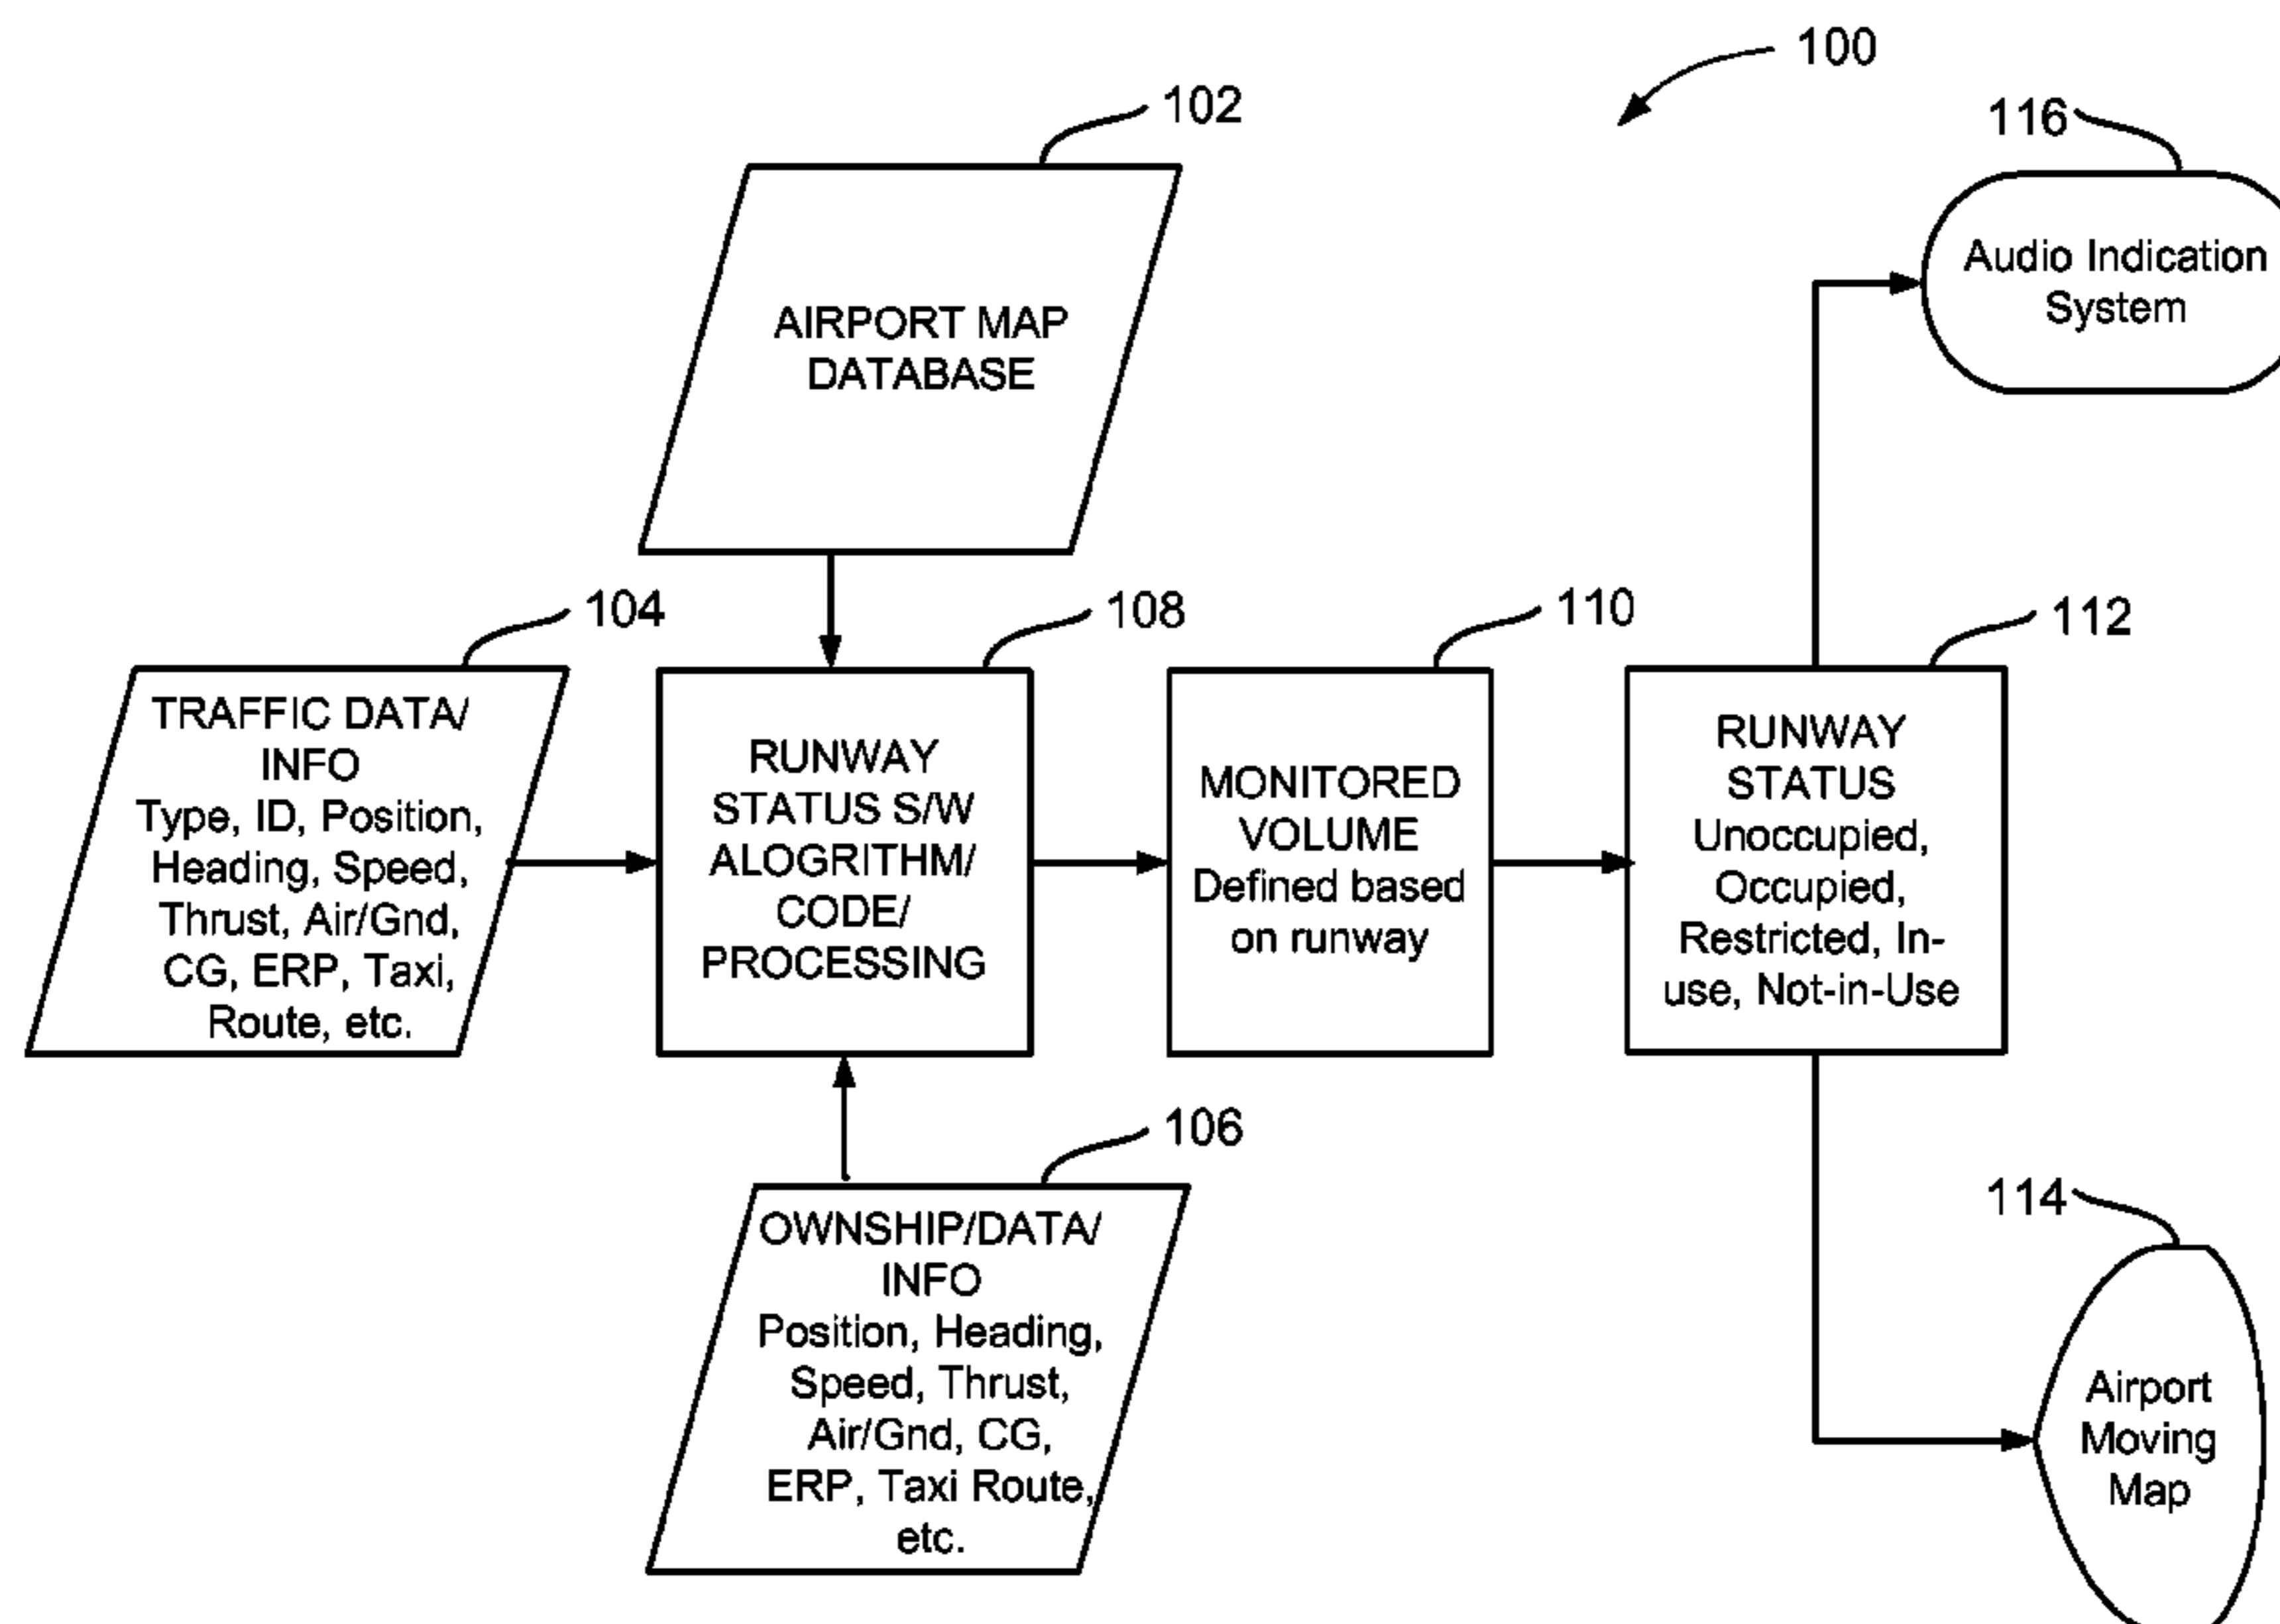 100
102
116
AIRPORT MAP
DATABASE
Audio Indication
System
104
108
110
112
TRAFFIC DATA/
INFO
Type, ID, Position,
Heading, Speed,
Thrust, Air/Gnd,
CG, ERP, Taxi,
Route, etc.
RUNWAY
STATUS S/W
ALOGRITHM/
CODE/
PROCESSING
MONITORED
VOLUME
Defined based
on runway
RUNWAY
STATUS
Unoccupied,
Occupied,
Restricted, In-
use, Not-in-Use
106
OWNSHIP/DATA/
INFO
Position, Heading,
Speed, Thrust,
Air/Gnd, CG,
ERP, Taxi Route,
etc.
114
Airport
Moving
Map